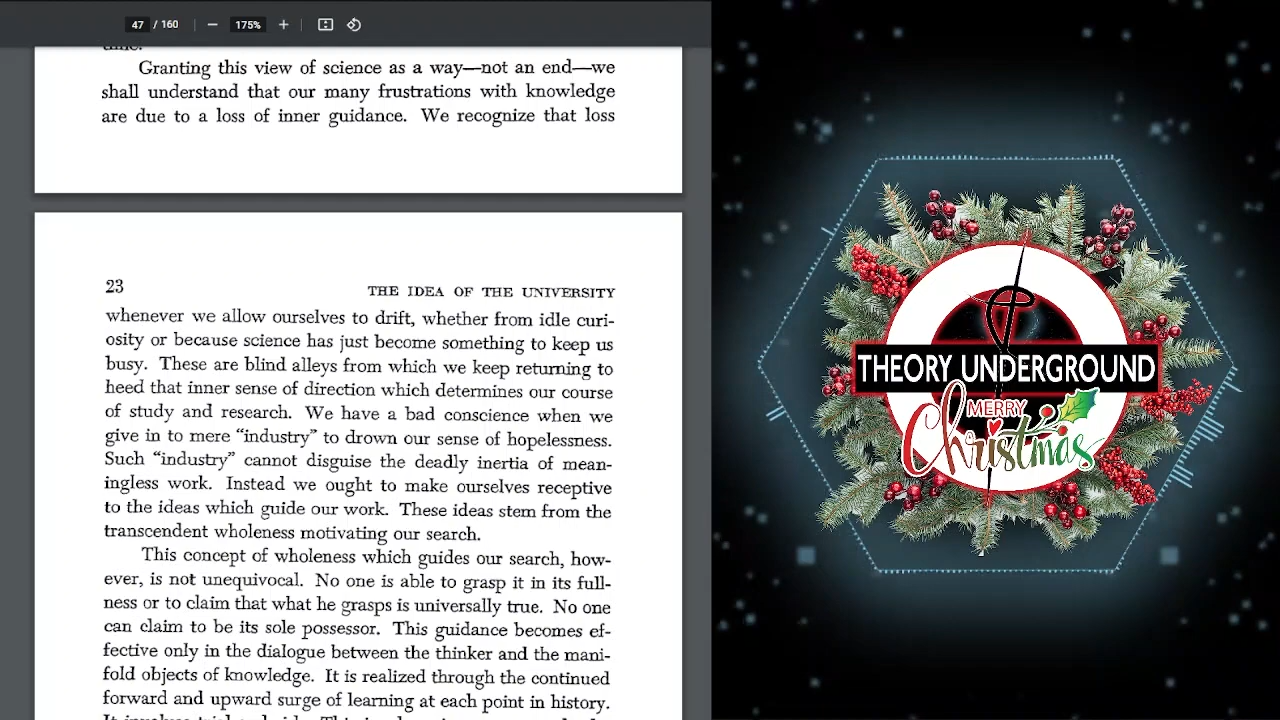 47 / 160
175%
time.
Granting this view of science as a way—not an end—we
shall understand that our many frustrations with knowledge
are due to a loss of inner guidance. We recognize that loss
23
THE IDEA OF THE UNIVERSITY
whenever we allow ourselves to drift, whether from idle curi-
osity or because science has just become something to keep us
busy. These are blind alleys from which we keep returning to
heed that inner sense of direction which determines our course
of study and research. We have a bad conscience when we
give in to mere “industry” to drown our sense of hopelessness.
Such “industry” cannot disguise the deadly inertia of mean-
ingless work. Instead we ought to make ourselves receptive
to the ideas which guide our work. These ideas stem from the
transcendent wholeness motivating our search.
This concept of wholeness which guides our search, how-
ever, is not unequivocal. No one is able to grasp it in its full-
ness or to claim that what he grasps is universally true. No one
can claim to be its sole possessor. This guidance becomes ef-
fective only in the dialogue between the thinker and the mani-
fold objects of knowledge. It is realized through the continued
forward and upward surge of learning at each point in history.
THEORY UNDERGROUND
MERRY
Christmas